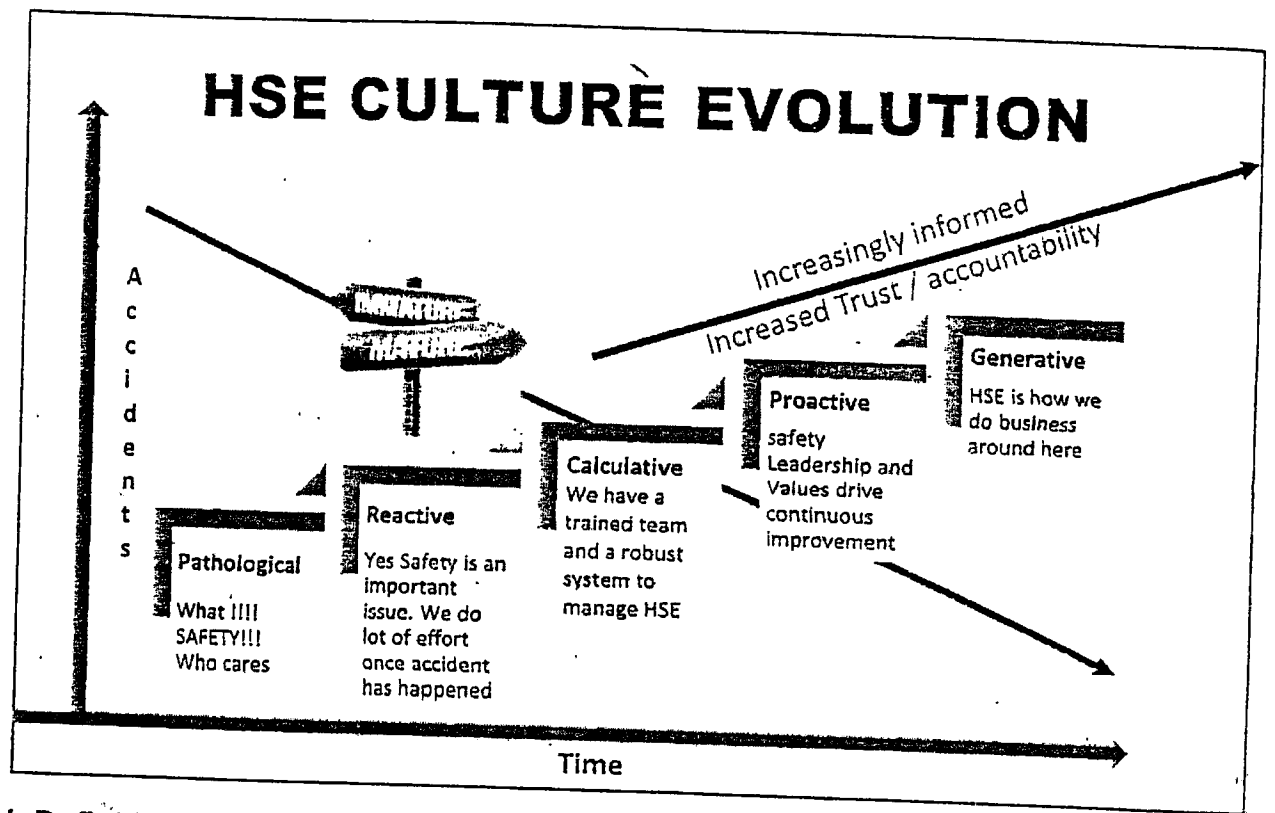 HSE CULTURE EVOLUTION
Accidents
Increasingly informed
Increased Trust / accountability
Pathological
What !!!!
SAFETY!!!
Who cares
Reactive
Yes Safety is an
important
issue. We do
lot of effort
once accident
has happened
Calculative
We have a
trained team
and a robust
system to
manage HSE
Proactive
safety
Leadership and
Values drive
continuous
improvement
Generative
HSE is how we
do business
around here
Time